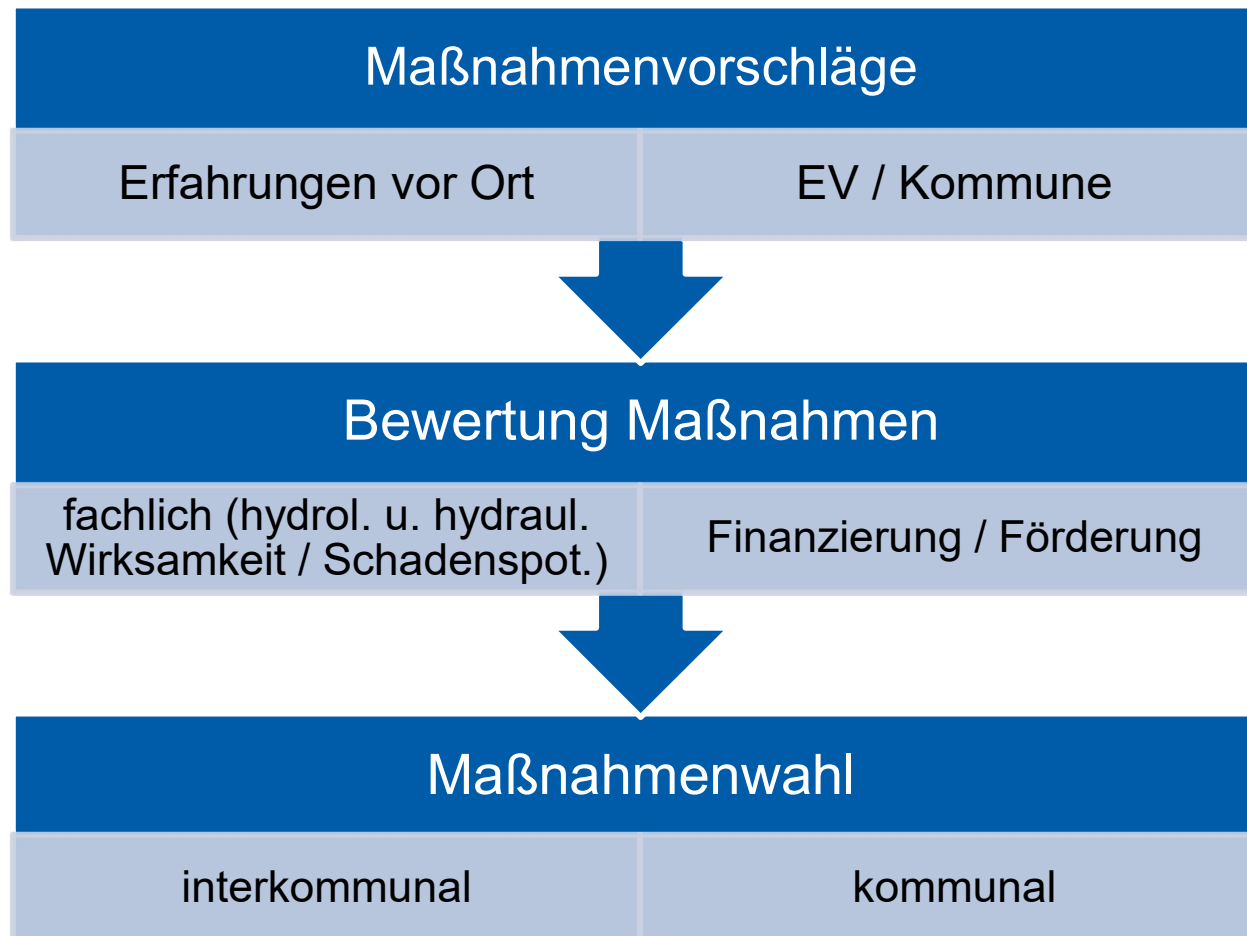 Maßnahmenvorschläge
Erfahrungen vor Ort
EV / Kommune
Bewertung Maßnahmen
fachlich (hydrol. u. hydraul.
Wirksamkeit / Schadenspot.)
Finanzierung / Förderung
Maßnahmenwahl
interkommunal
kommunal